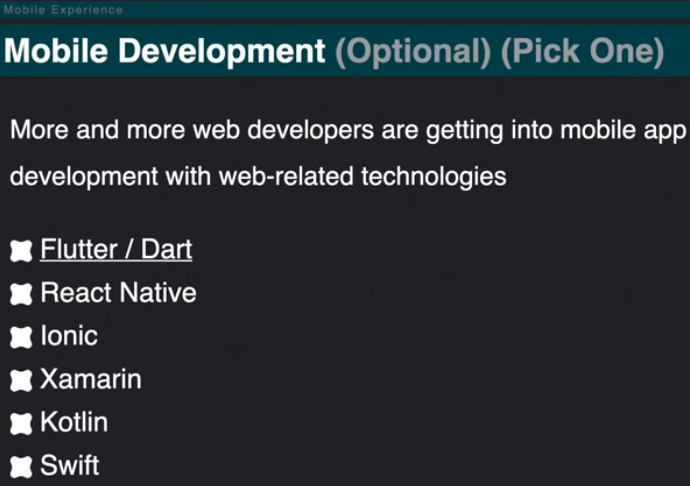 Mobile Experience
Mobile Development (Optional) (Pick One)
More and more web developers are getting into mobile app
development with web-related technologies
Flutter / Dart
React Native
Ionic
Xamarin
Kotlin
Swift